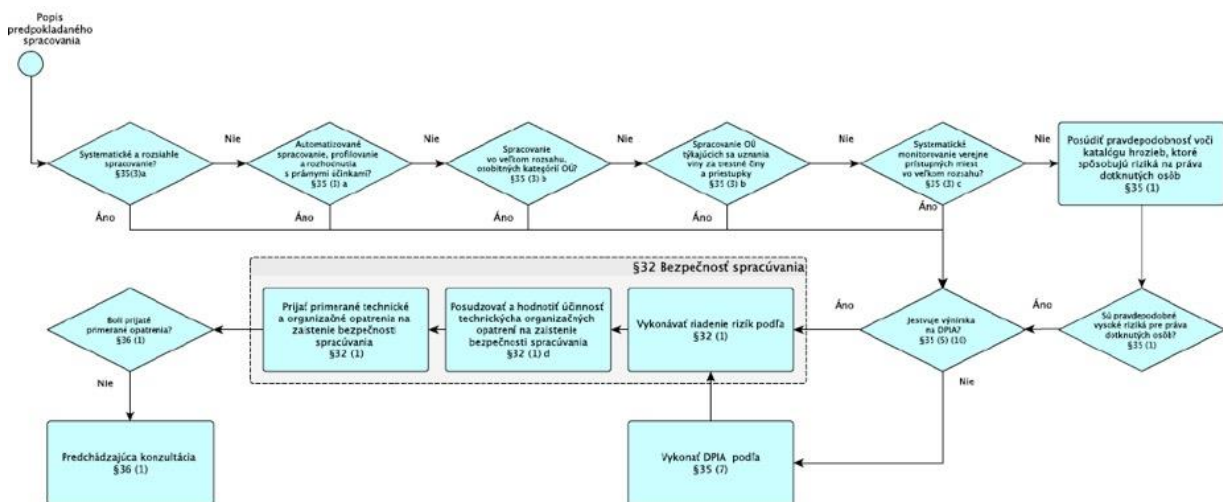 Popis
predpokladaného
spracovania
Systematické a rozsiahle
spracovanie?
§35(3)a
Nie
Automatizované
spracovanie, profilovanie
a rozhodnutia
s právnymi účinkami?
§35 (3) a
Nie
Spracovanie
vo veľkom rozsahu,
osobitných kategórií OÚ?
§35 (3) b
Nie
Spracovanie OÚ
týkajúcich sa uznania
viny za trestné činy
a priestupky
§35 (3) b
Nie
Systematické
monitorovanie verejne
prístupných miest
vo veľkom rozsahu?
§35 (3) c
Nie
Posúdiť pravdepodobnosť voči
katalógu hrozieb, ktoré
spôsobujú riziká na práva
dotknutých osôb
§35 (1)
Áno
Áno
Áno
Áno
Áno
§32 Bezpečnosť spracúvania
Boli prijaté
primerané opatrenia?
§36 (1)
Prijať primerané technické
a organizačné opatrenia na
zaistenie bezpečnosti
spracúvania
§32 (1)
Posudzovať a hodnotiť účinnosť
technickýcha organizačných
opatrení na zaistenie
bezpečnosti spracúvania
§32 (1) d
Vykonávať riadenie rizík podľa
§32 (1)
Áno
Jestvuje výnimka
na DPIA?
§35 (5) (10)
Áno
Sú pravdepodobné
vysoké riziká pre práva
dotknutých osôb?
§35 (1)
Nie
Nie
Predchádzajúca konzultácia
§36 (1)
Vykonať DPIA podľa
§35 (7)